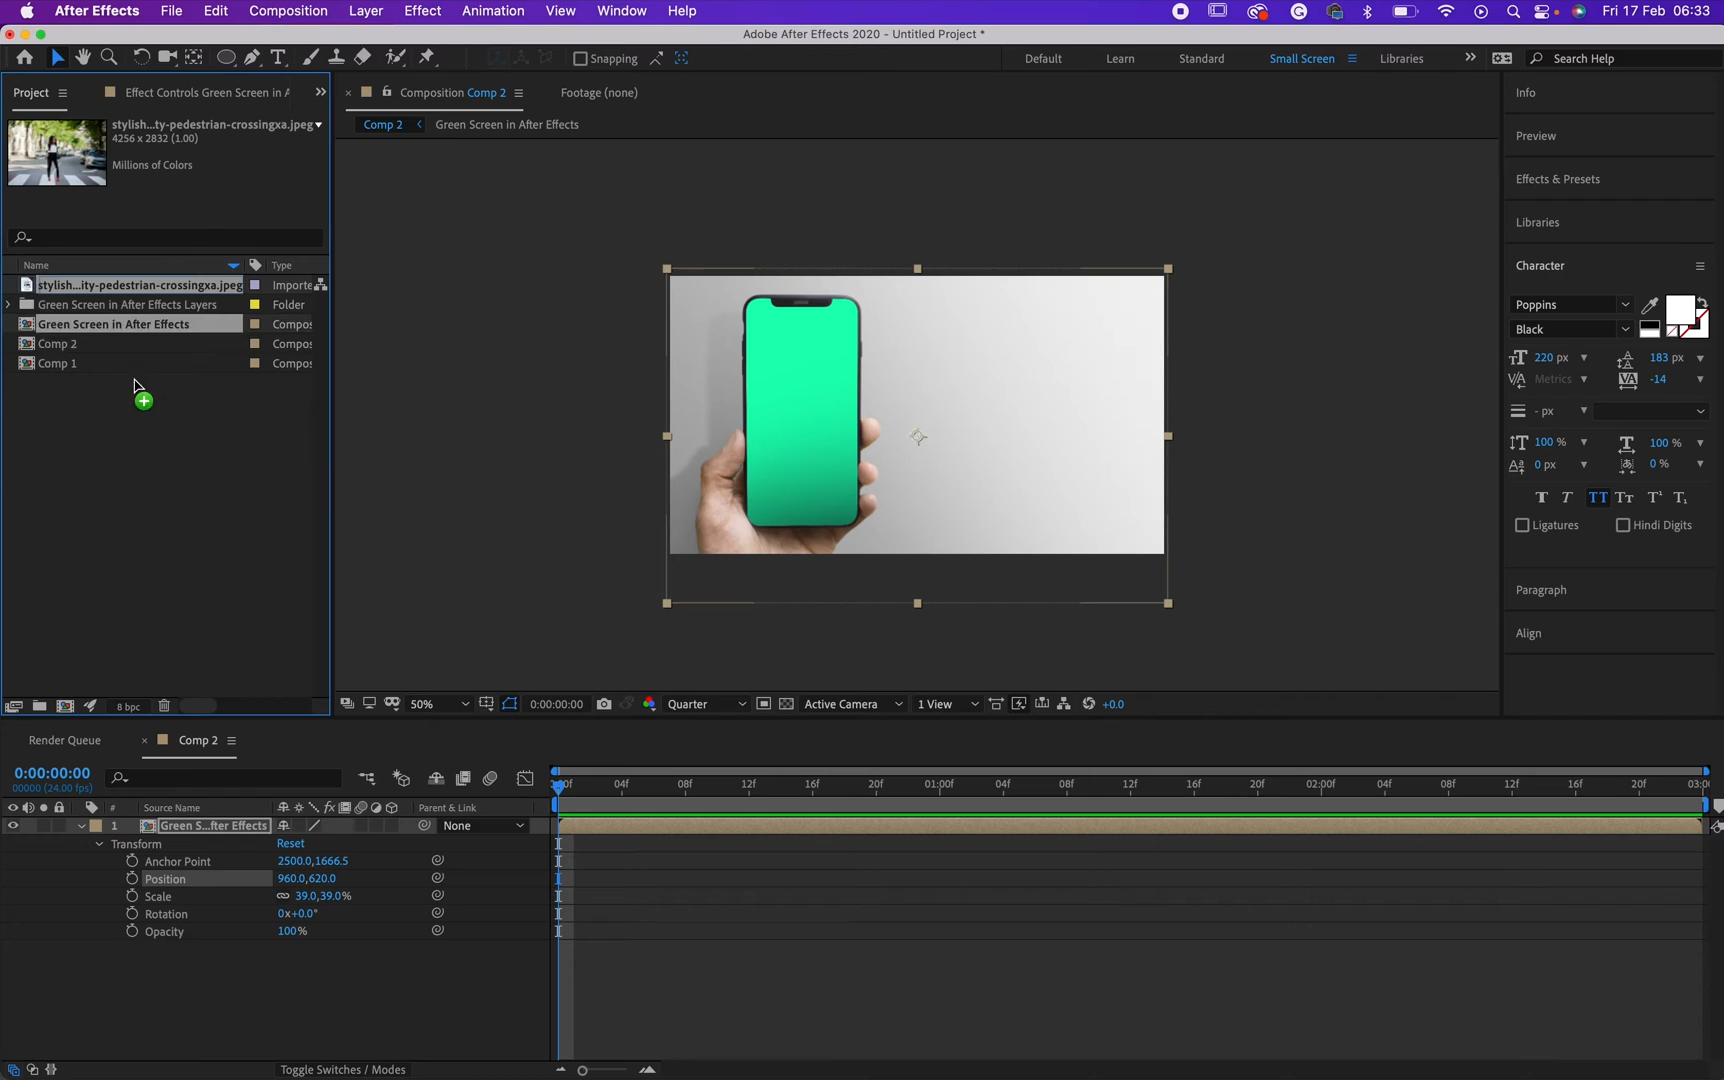 After Effects File Edit Composition Layer Effect Animation View Window Help Fri 17 Feb 06:33
Adobe After Effects 2020 - Untitled Project *
Snapping Default Learn Standard Small Screen Libraries Search Help
Project Effect Controls Green Screen in A
stylish...ty-pedestrian-crossingxa.jpeg
4256 x 2832 (1.00)
Millions of Colors
Name Type
stylish...ity-pedestrian-crossingxa.jpeg Importe
Green Screen in After Effects Layers Folder
Green Screen in After Effects Compos
Comp 2 Compos
Comp 1 Compos
8 bpc
Composition Comp 2 Footage (none)
Comp 2 Green Screen in After Effects
50% 0:00:00:00 Quarter Active Camera 1 View +0.0
Info
Preview
Effects & Presets
Libraries
Character
Poppins
Black
220 px 183 px
Metrics -14
- px
100 % 100 %
0 px 0 %
T T TT Tt T¹ T₁
Ligatures Hindi Digits
Paragraph
Align
Render Queue Comp 2
0:00:00:00
00000 (24.00 fps)
:00f 04f 08f 12f 16f 20f 01:00f 04f 08f 12f 16f 20f 02:00f 04f 08f 12f 16f 20f 03:0
# Source Name Parent & Link
1 Green S...fter Effects None
Transform Reset
Anchor Point 2500.0,1666.5
Position 960.0,620.0
Scale 39.0,39.0%
Rotation 0x+0.0°
Opacity 100%
Toggle Switches / Modes